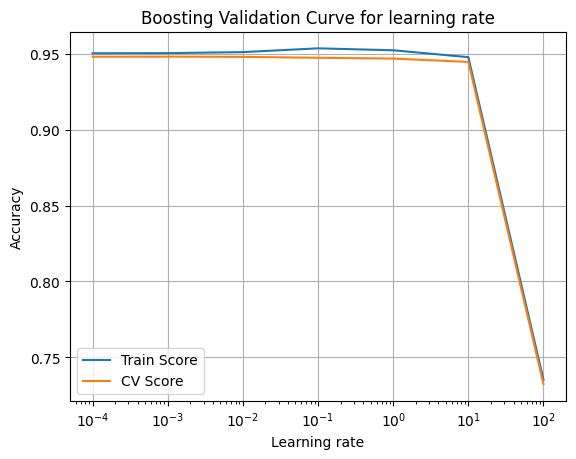 Boosting Validation Curve for learning rate
0.95
0.90
0.85
0.80
0.75
Accuracy
Train Score
CV Score
10⁻⁴ 10⁻³ 10⁻² 10⁻¹ 10⁰ 10¹ 10²
Learning rate